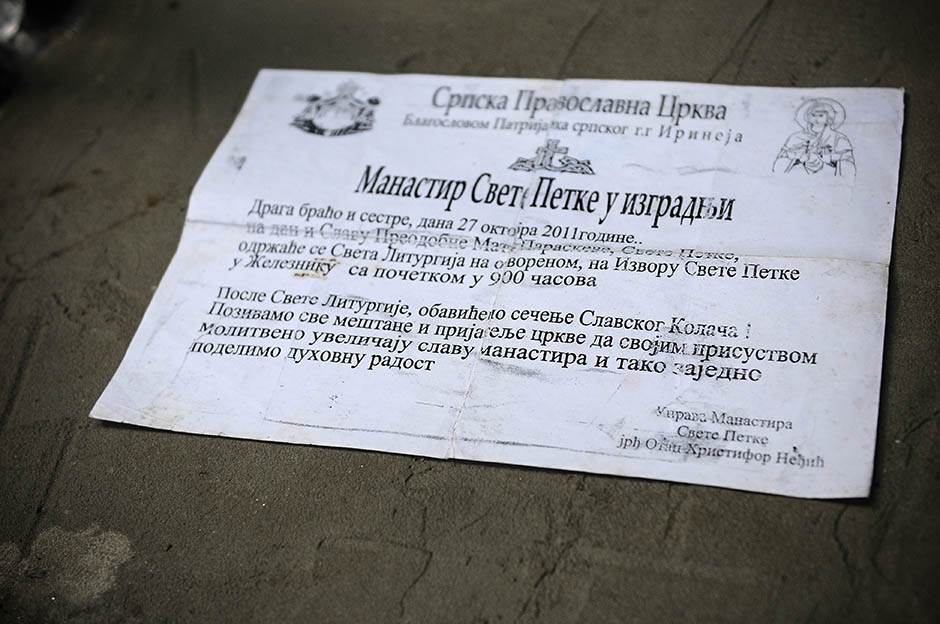 Српска Православна Црква
Благословом Патријарха српског г.г Иринеја
Манастир Свете Петке у изградњи
Драга браћо и сестре, дана 27 октобра 2011године..
на дан и Славу Преподобне Мати Параскеве, Свете Петке,
одржаће се Света Литургија на отвореном, на Извору Свете Петке
у Железнику са почетком у 900 часова
После Свете Литургије, обавићемо сечење Славског Колача !
Позивамо све мештане и пријатеље цркве да својим присуством
молитвено увеличају славу манастира и тако заједно
поделимо духовну радост
Управа Манастира
Свете Петке
јрђ Отац Христифор Неђић